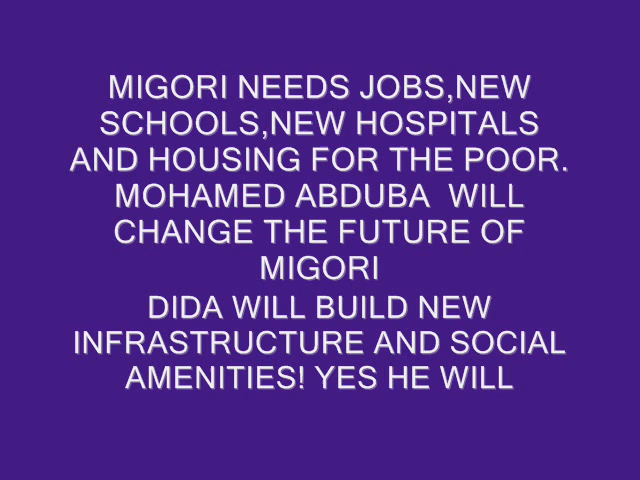 MIGORI NEEDS JOBS,NEW
SCHOOLS,NEW HOSPITALS
AND HOUSING FOR THE POOR.
MOHAMED ABDUBA  WILL
CHANGE THE FUTURE OF
MIGORI
DIDA WILL BUILD NEW
INFRASTRUCTURE AND SOCIAL
AMENITIES! YES HE WILL